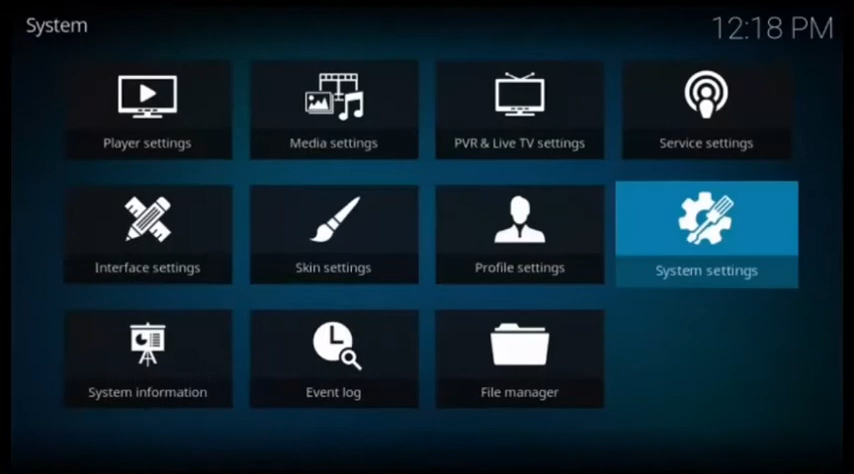 System
12:18 PM
Player settings
Media settings
PVR & Live TV settings
Service settings
Interface settings
Skin settings
Profile settings
System settings
System information
Event log
File manager